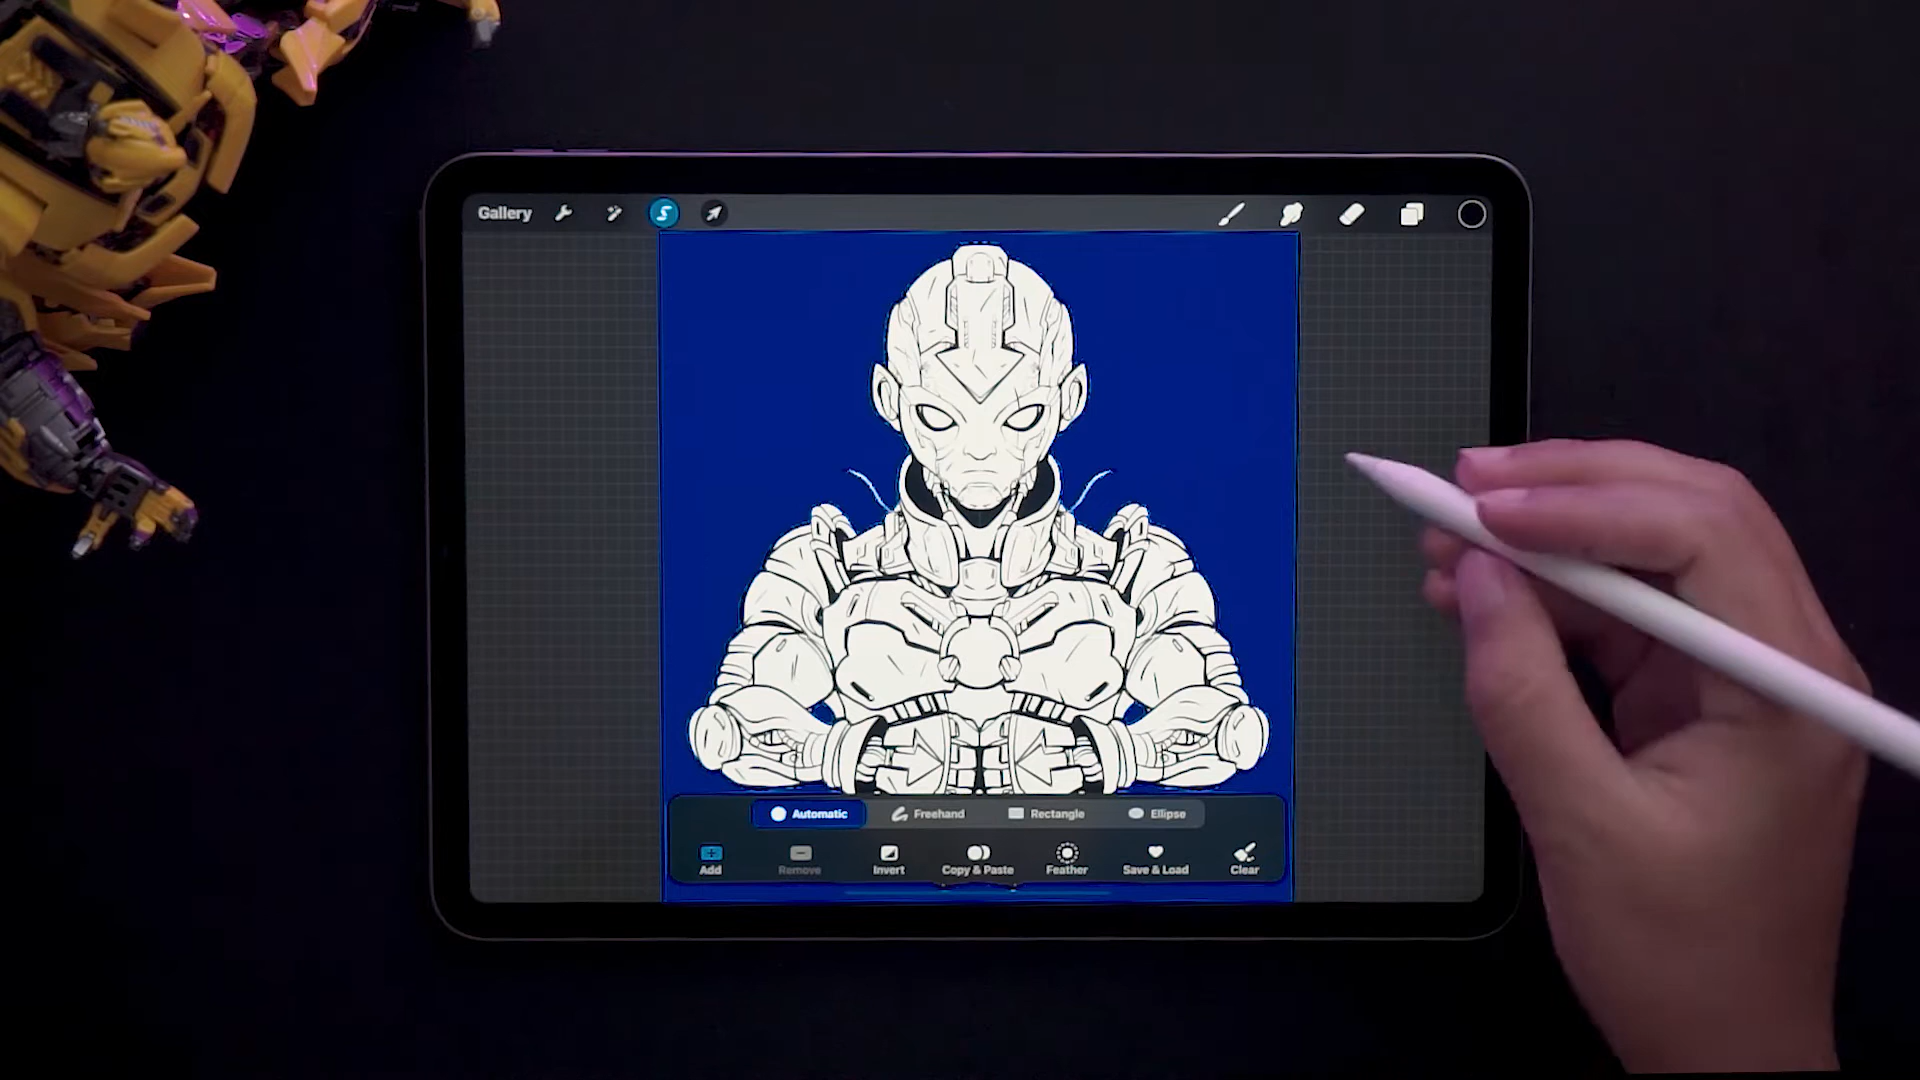 Gallery
Automatic Freehand Rectangle Ellipse
Add Remove Invert Copy & Paste Feather Save & Load Clear